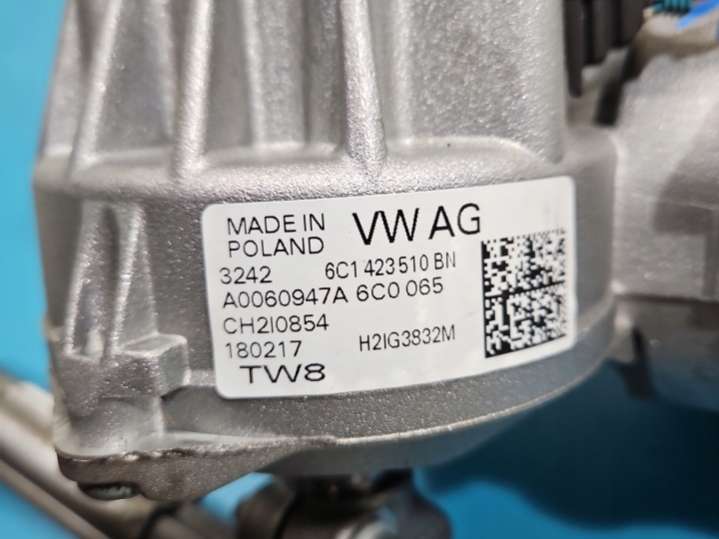 MADE IN POLAND VW AG
3242 6C1 423 510 BN
A0060947A 6C0 065
CH2I0854
180217 H2IG3832M
TW8